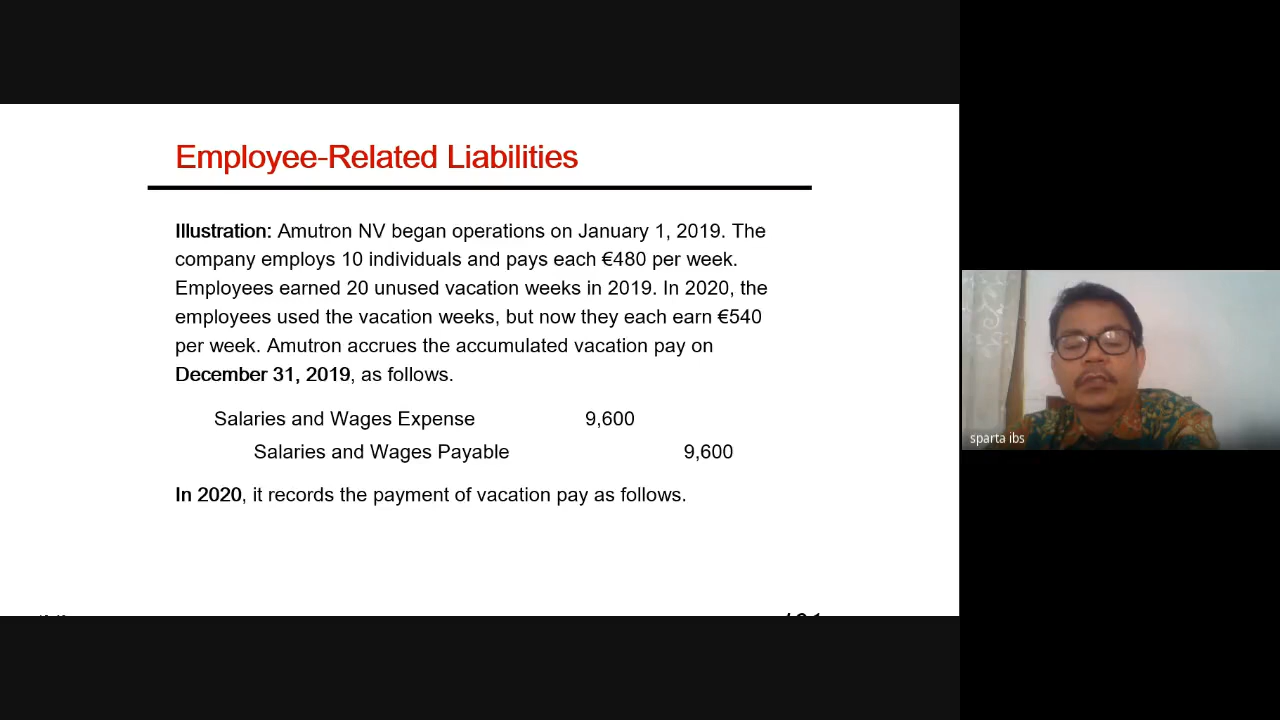 Employee-Related Liabilities
Illustration: Amutron NV began operations on January 1, 2019. The
company employs 10 individuals and pays each €480 per week.
Employees earned 20 unused vacation weeks in 2019. In 2020, the
employees used the vacation weeks, but now they each earn €540
per week. Amutron accrues the accumulated vacation pay on
December 31, 2019, as follows.
Salaries and Wages Expense 9,600
Salaries and Wages Payable 9,600
In 2020, it records the payment of vacation pay as follows.
sparta ibs